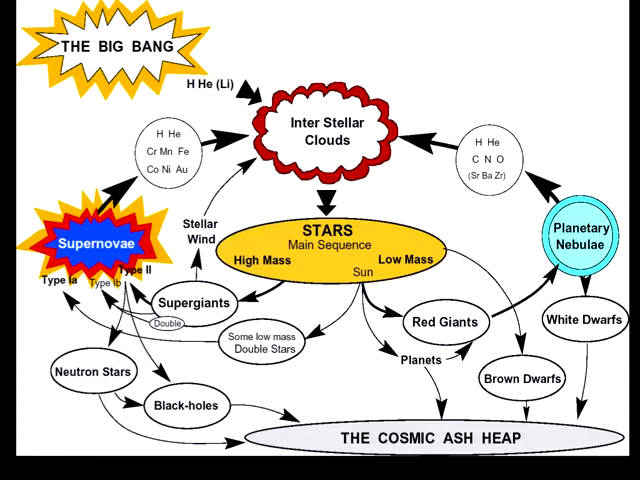 THE BIG BANG
H He (Li)
Inter Stellar
Clouds
H He
Cr Mn Fe
Co Ni Au
H He
C N O
(Sr Ba Zr)
Supernovae
Type Ia
Type Ib
Type II
Stellar
Wind
STARS
Main Sequence
High Mass
Low Mass
Sun
Planetary
Nebulae
Supergiants
Double
Some low mass
Double Stars
Red Giants
White Dwarfs
Planets
Neutron Stars
Black-holes
Brown Dwarfs
THE COSMIC ASH HEAP